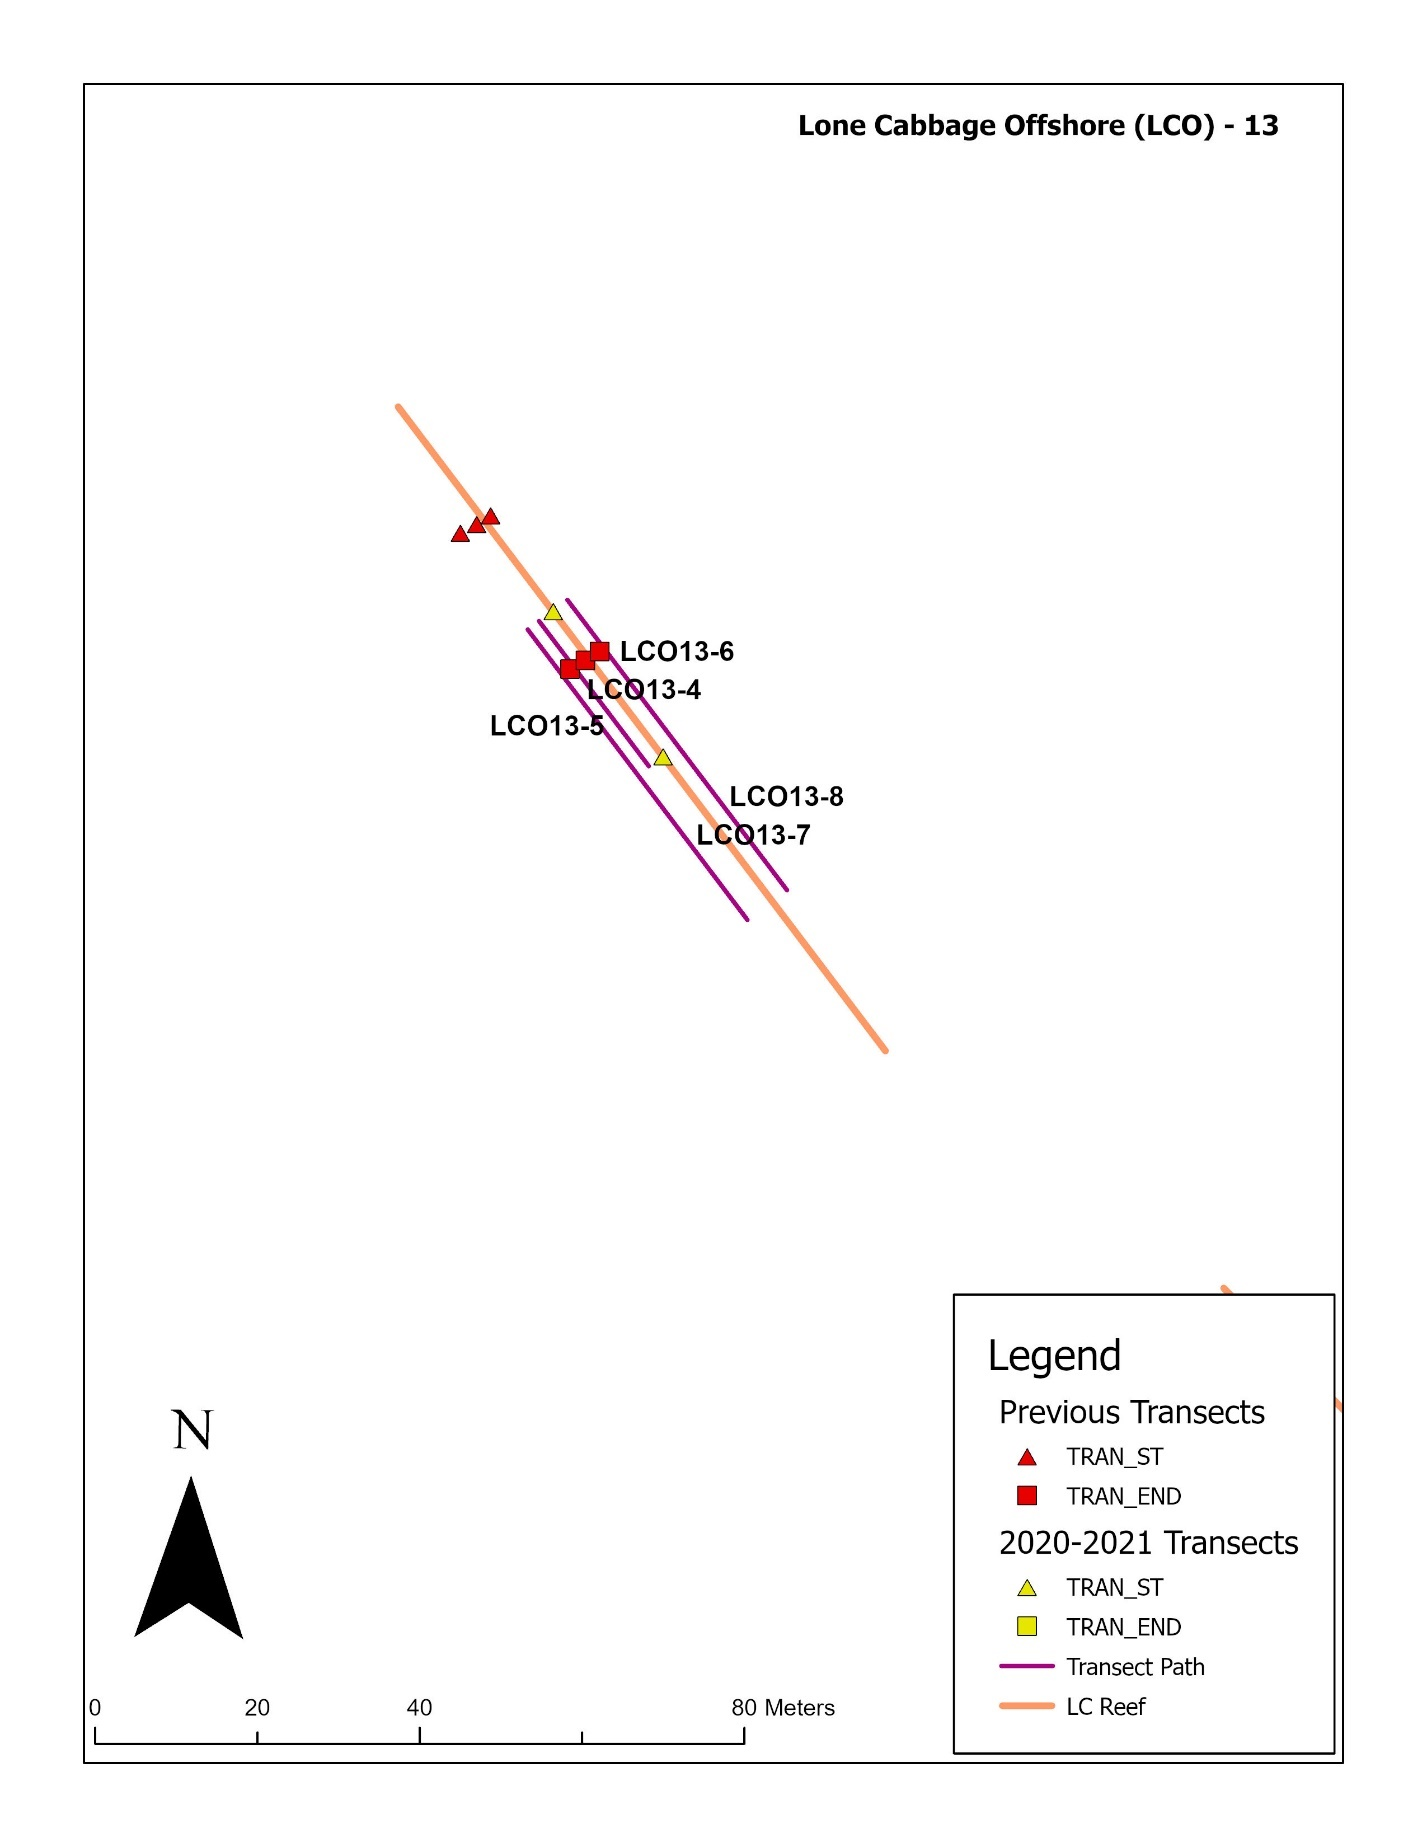 Lone Cabbage Offshore (LCO) - 13
LCO13-6
LCO13-4
LCO13-5
LCO13-8
LCO13-7
Legend
Previous Transects
TRAN_ST
TRAN_END
2020-2021 Transects
TRAN_ST
TRAN_END
Transect Path
LC Reef
N
0 20 40 80 Meters